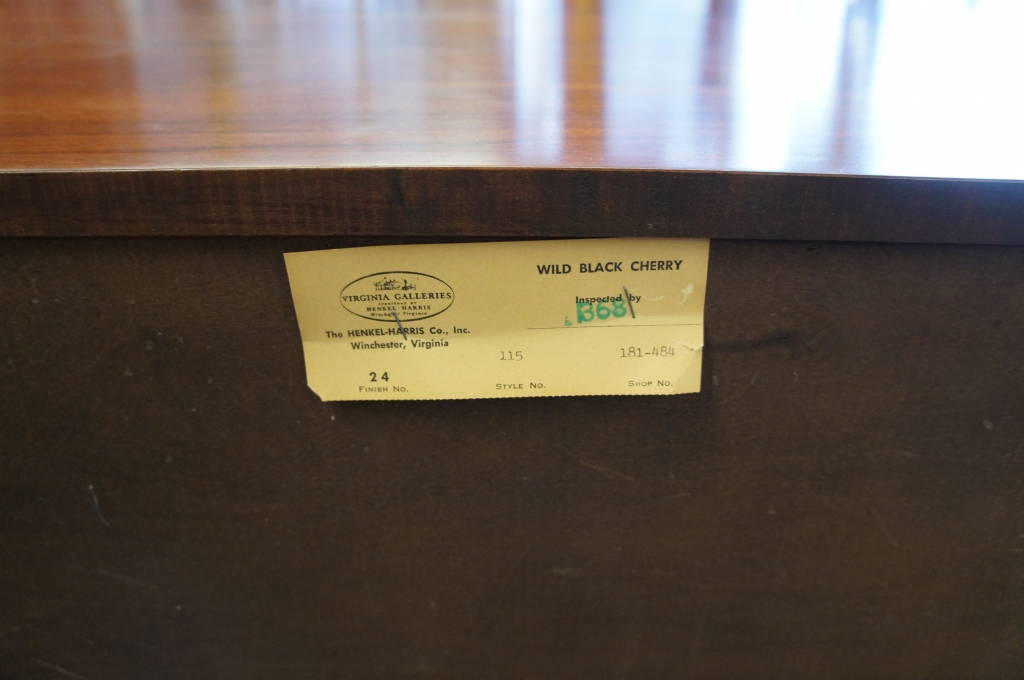 VIRGINIA GALLERIES
HENKEL HARRIS
Winchester Virginia
The HENKEL-HARRIS Co., Inc.
Winchester, Virginia
24
FINISH NO.
115
STYLE NO.
WILD BLACK CHERRY
Inspected by
B68
181-484
SHOP NO.